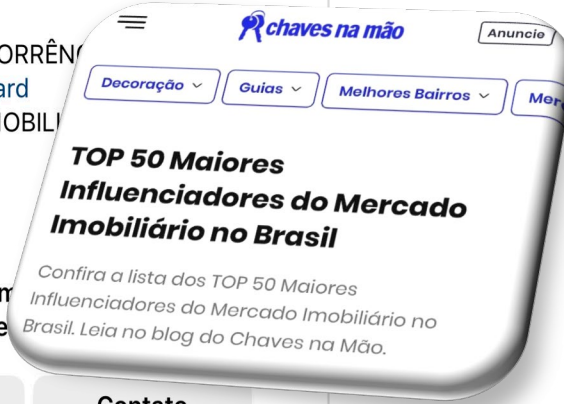 chaves na mão
Anuncie
Decoração
Guias
Melhores Bairros
Mer
TOP 50 Maiores
Influenciadores do Mercado
Imobiliário no Brasil
Confira a lista dos TOP 50 Maiores
Influenciadores do Mercado Imobiliário no
Brasil. Leia no blog do Chaves na Mão.
ORRÊN
ard
OBILI